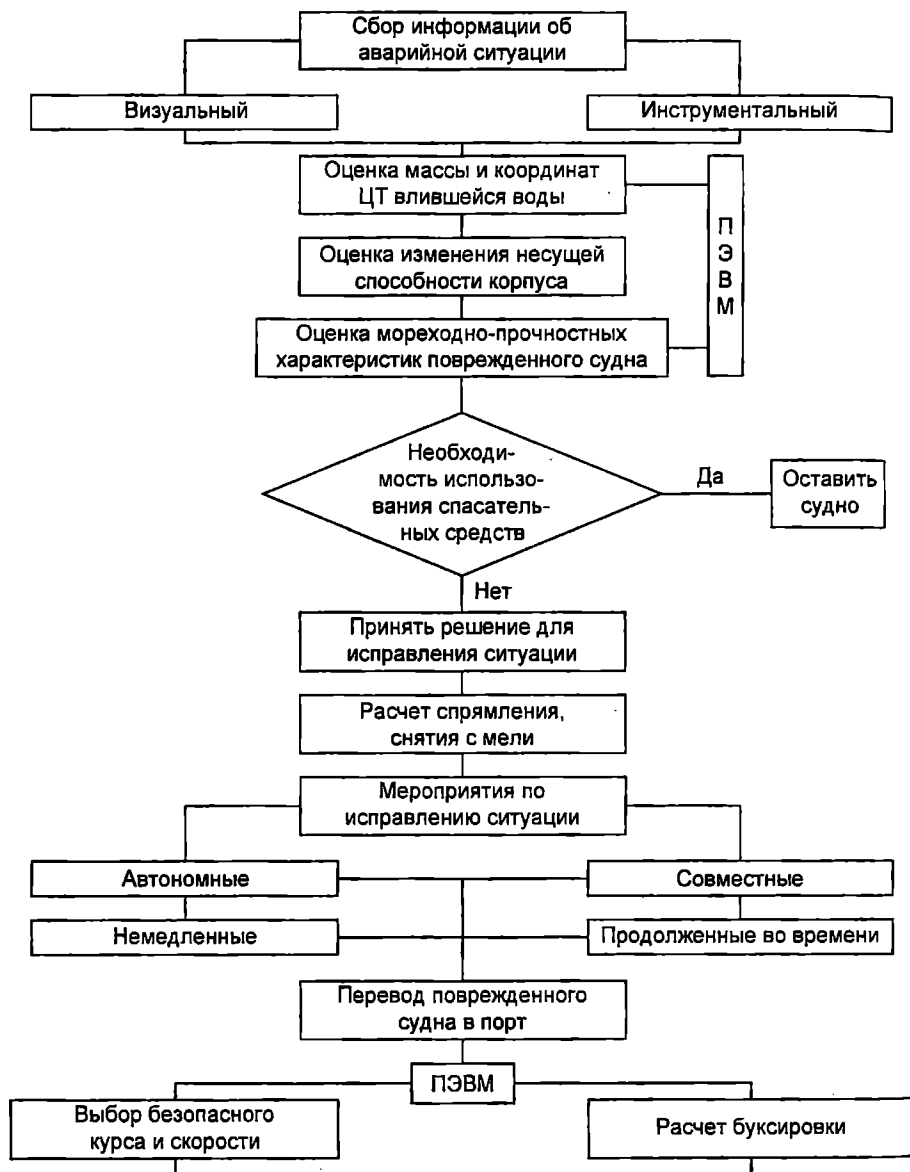 Сбор информации об
аварийной ситуации
Визуальный
Инструментальный
Оценка массы и координат
ЦТ влившейся воды
П
Э
В
М
Оценка изменения несущей
способности корпуса
Оценка мореходно-прочностных
характеристик поврежденного судна
Необходи-
мость использо-
вания спасатель-
ных средств
Да
Оставить
судно
Нет
Принять решение для
исправления ситуации
Расчет спрямления,
снятия с мели
Мероприятия по
исправлению ситуации
Автономные
Совместные
Немедленные
Продолженные во времени
Перевод поврежденного
судна в порт
ПЭВМ
Выбор безопасного
курса и скорости
Расчет буксировки